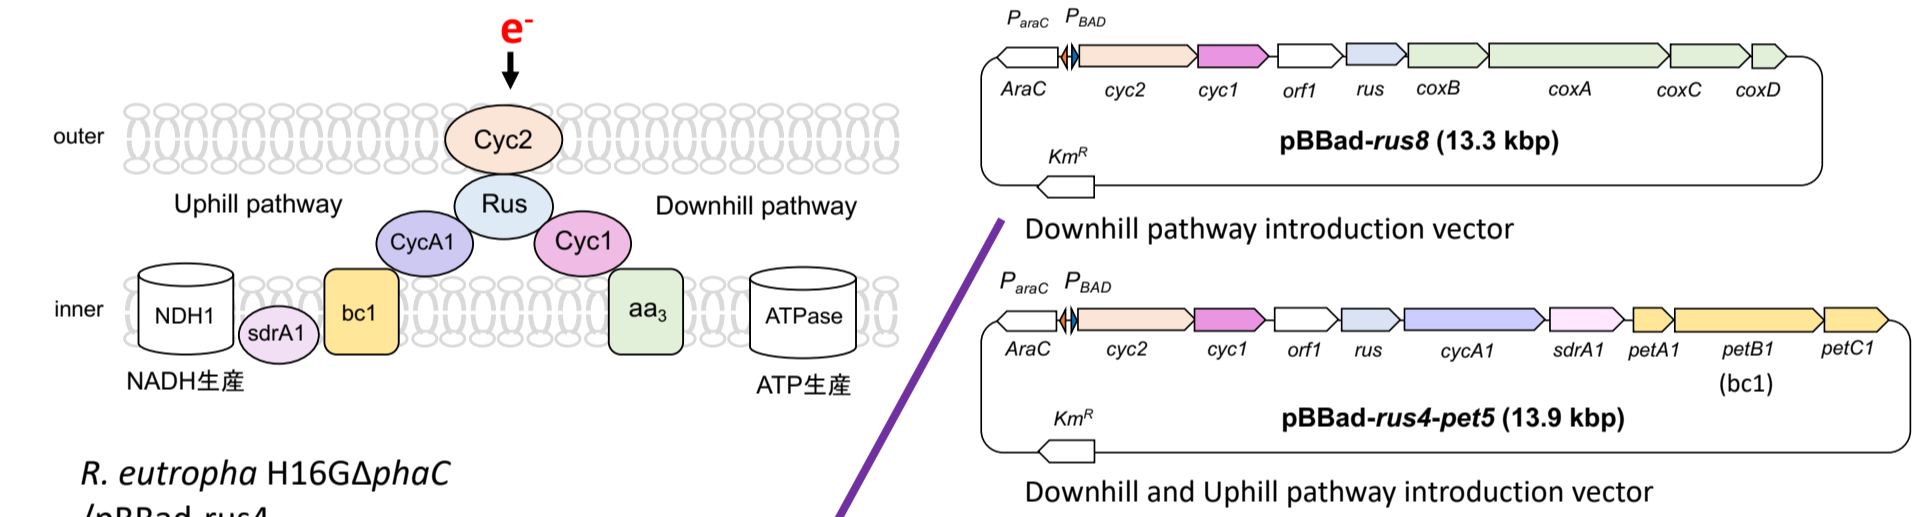 e-
outer
Cyc2
Uphill pathway
Rus
Downhill pathway
CycA1
Cyc1
inner
NDH1
sdrA1
bc1
aa3
ATPase
NADH生産
ATP生産
R. eutropha H16GΔphaC
/pBBad-rus4
ParaC PBAD
AraC cyc2 cyc1 orf1 rus coxB coxA coxC coxD
pBBad-rus8 (13.3 kbp)
KmR
Downhill pathway introduction vector
ParaC PBAD
AraC cyc2 cyc1 orf1 rus cycA1 sdrA1 petA1 petB1 petC1
(bc1)
pBBad-rus4-pet5 (13.9 kbp)
KmR
Downhill and Uphill pathway introduction vector